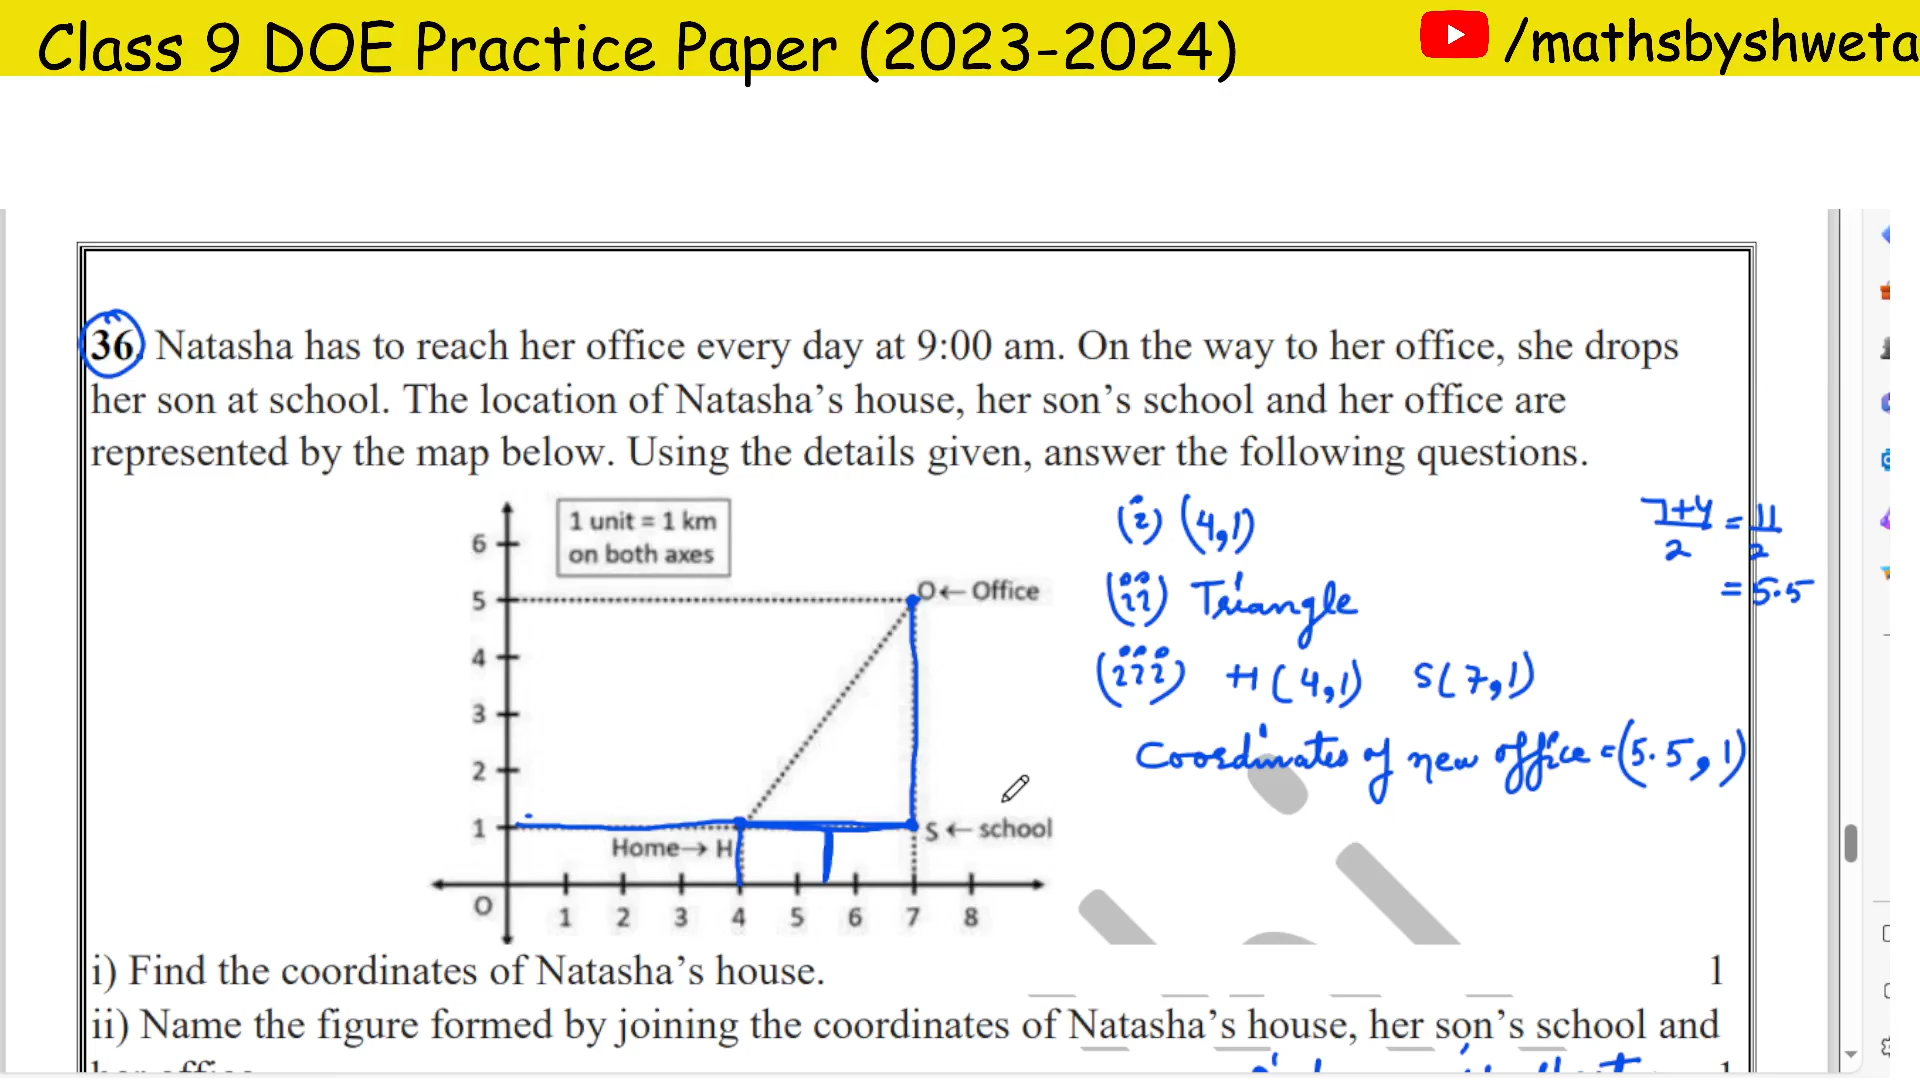 Class 9 DOE Practice Paper (2023-2024)
/mathsbyshweta
36. Natasha has to reach her office every day at 9:00 am. On the way to her office, she drops
her son at school. The location of Natasha's house, her son's school and her office are
represented by the map below. Using the details given, answer the following questions.
1 unit = 1 km
on both axes
6
5
4
3
2
1
O
1 2 3 4 5 6 7 8
O← Office
S ← school
Home→ H
(i) (4,1)
(ii) Triangle
(iii) H(4,1) S(7,1)
Coordinates of new office = (5.5, 1)
7+4/2 = 11/2
= 5.5
i) Find the coordinates of Natasha's house. 1
ii) Name the figure formed by joining the coordinates of Natasha's house, her son's school and
her office. 1